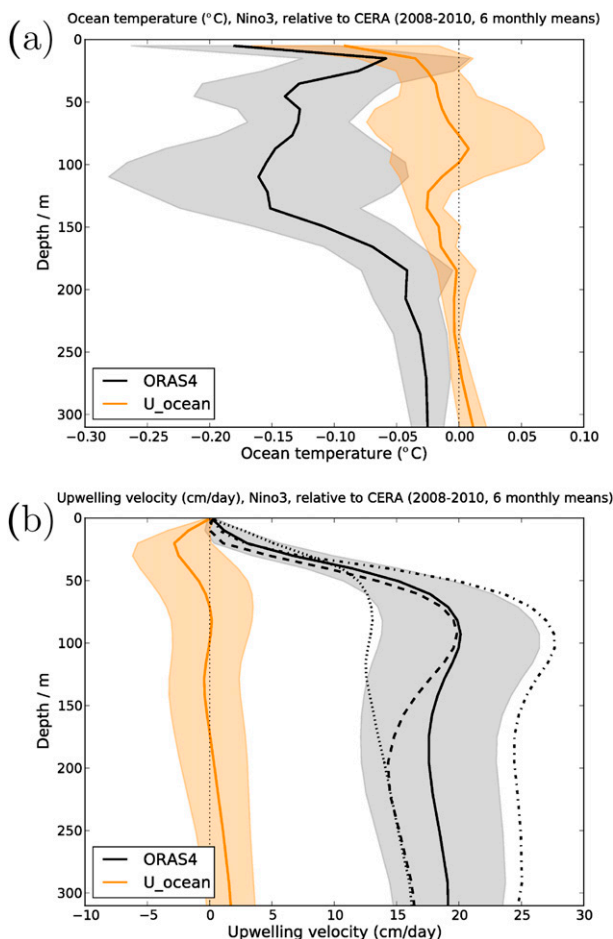 (a)
Ocean temperature (°C), Nino3, relative to CERA (2008-2010, 6 monthly means)
0
50
100
150
200
250
300
Depth / m
ORAS4
U_ocean
−0.30 −0.25 −0.20 −0.15 −0.10 −0.05 0.00 0.05 0.10
Ocean temperature (°C)
(b)
Upwelling velocity (cm/day), Nino3, relative to CERA (2008-2010, 6 monthly means)
0
50
100
150
200
250
300
Depth / m
ORAS4
U_ocean
−10 −5 0 5 10 15 20 25 30
Upwelling velocity (cm/day)